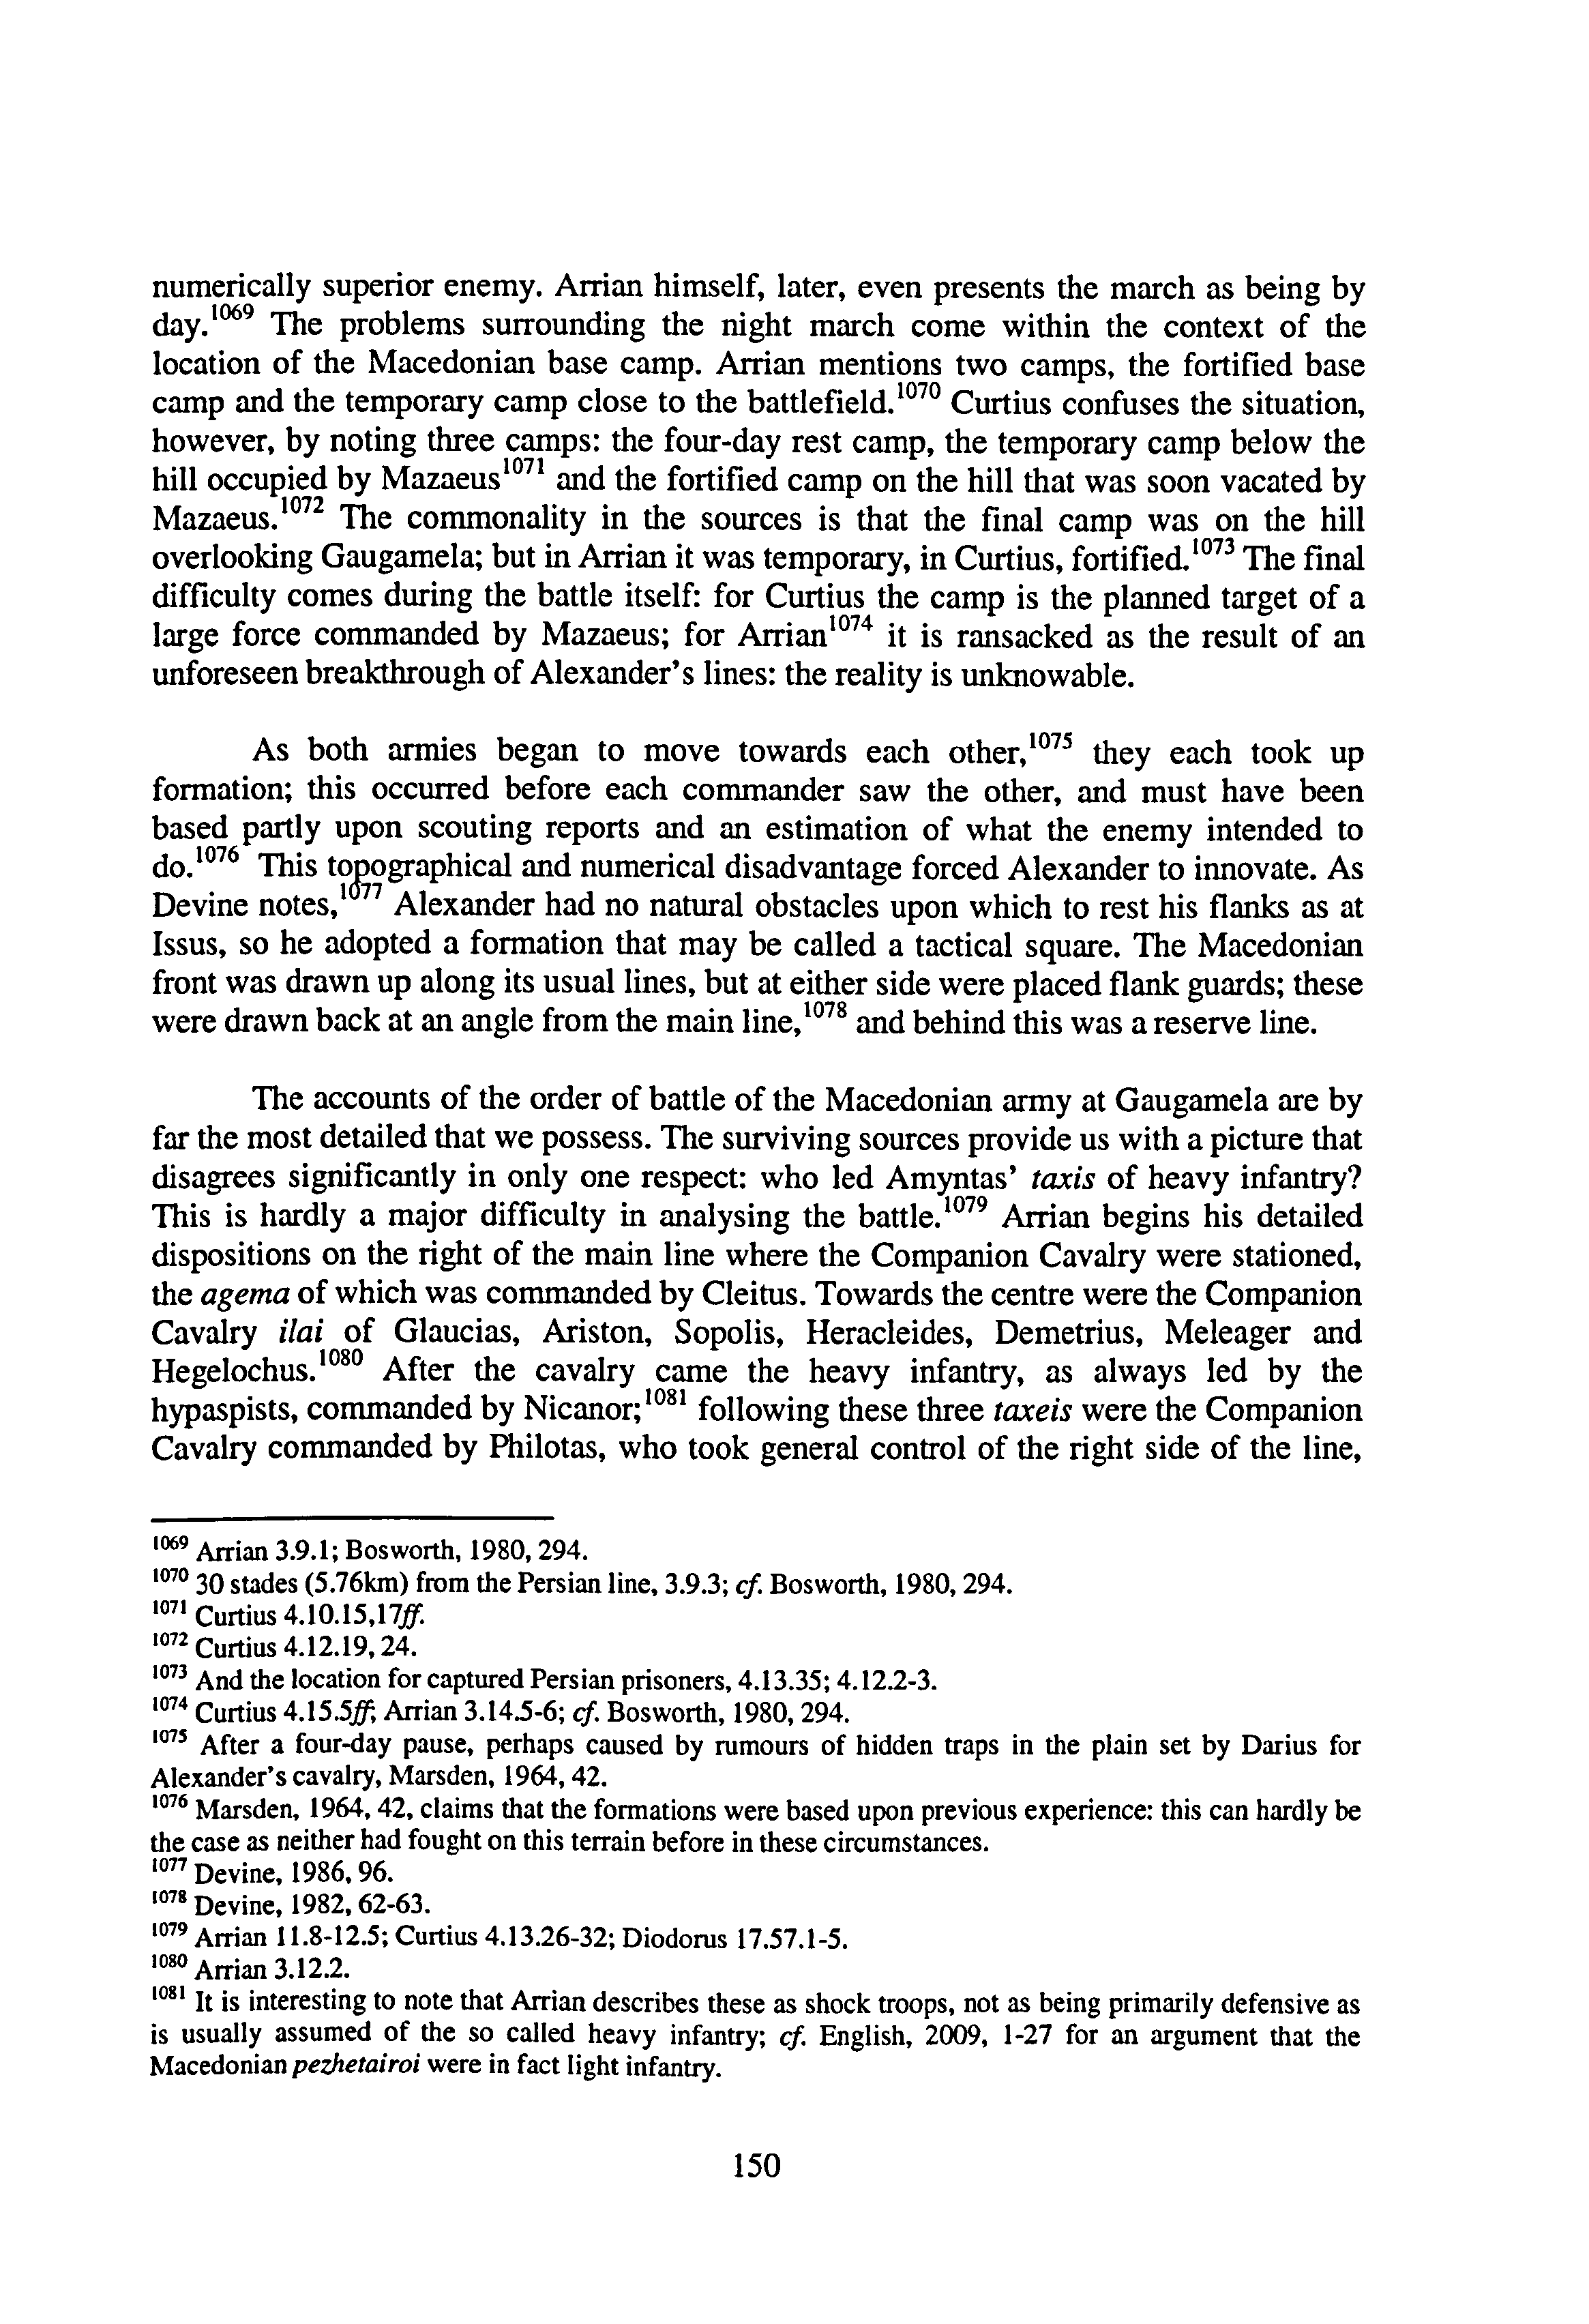 numerically superior enemy. Arrian himself, later, even presents the march as being by
day.1069 The problems surrounding the night march come within the context of the
location of the Macedonian base camp. Arrian mentions two camps, the fortified base
camp and the temporary camp close to the battlefield.1070 Curtius confuses the situation,
however, by noting three camps: the four-day rest camp, the temporary camp below the
hill occupied by Mazaeus1071 and the fortified camp on the hill that was soon vacated by
Mazaeus.1072 The commonality in the sources is that the final camp was on the hill
overlooking Gaugamela; but in Arrian it was temporary, in Curtius, fortified.1073 The final
difficulty comes during the battle itself: for Curtius the camp is the planned target of a
large force commanded by Mazaeus; for Arrian1074 it is ransacked as the result of an
unforeseen breakthrough of Alexander's lines: the reality is unknowable.
As both armies began to move towards each other,1075 they each took up
formation; this occurred before each commander saw the other, and must have been
based partly upon scouting reports and an estimation of what the enemy intended to
do.1076 This topographical and numerical disadvantage forced Alexander to innovate. As
Devine notes,1077 Alexander had no natural obstacles upon which to rest his flanks as at
Issus, so he adopted a formation that may be called a tactical square. The Macedonian
front was drawn up along its usual lines, but at either side were placed flank guards; these
were drawn back at an angle from the main line,1078 and behind this was a reserve line.
The accounts of the order of battle of the Macedonian army at Gaugamela are by
far the most detailed that we possess. The surviving sources provide us with a picture that
disagrees significantly in only one respect: who led Amyntas' taxis of heavy infantry?
This is hardly a major difficulty in analysing the battle.1079 Arrian begins his detailed
dispositions on the right of the main line where the Companion Cavalry were stationed,
the agema of which was commanded by Cleitus. Towards the centre were the Companion
Cavalry ilai of Glaucias, Ariston, Sopolis, Heracleides, Demetrius, Meleager and
Hegelochus.1080 After the cavalry came the heavy infantry, as always led by the
hypaspists, commanded by Nicanor;1081 following these three taxeis were the Companion
Cavalry commanded by Philotas, who took general control of the right side of the line,
1069 Arrian 3.9.1; Bosworth, 1980, 294.
1070 30 stades (5.76km) from the Persian line, 3.9.3; cf. Bosworth, 1980, 294.
1071 Curtius 4.10.15,17ff.
1072 Curtius 4.12.19, 24.
1073 And the location for captured Persian prisoners, 4.13.35; 4.12.2-3.
1074 Curtius 4.15.5ff; Arrian 3.14.5-6; cf. Bosworth, 1980, 294.
1075 After a four-day pause, perhaps caused by rumours of hidden traps in the plain set by Darius for
Alexander's cavalry, Marsden, 1964, 42.
1076 Marsden, 1964, 42, claims that the formations were based upon previous experience: this can hardly be
the case as neither had fought on this terrain before in these circumstances.
1077 Devine, 1986, 96.
1078 Devine, 1982, 62-63.
1079 Arrian 11.8-12.5; Curtius 4.13.26-32; Diodorus 17.57.1-5.
1080 Arrian 3.12.2.
1081 It is interesting to note that Arrian describes these as shock troops, not as being primarily defensive as
is usually assumed of the so called heavy infantry; cf. English, 2009, 1-27 for an argument that the
Macedonian pezhetairoi were in fact light infantry.
150